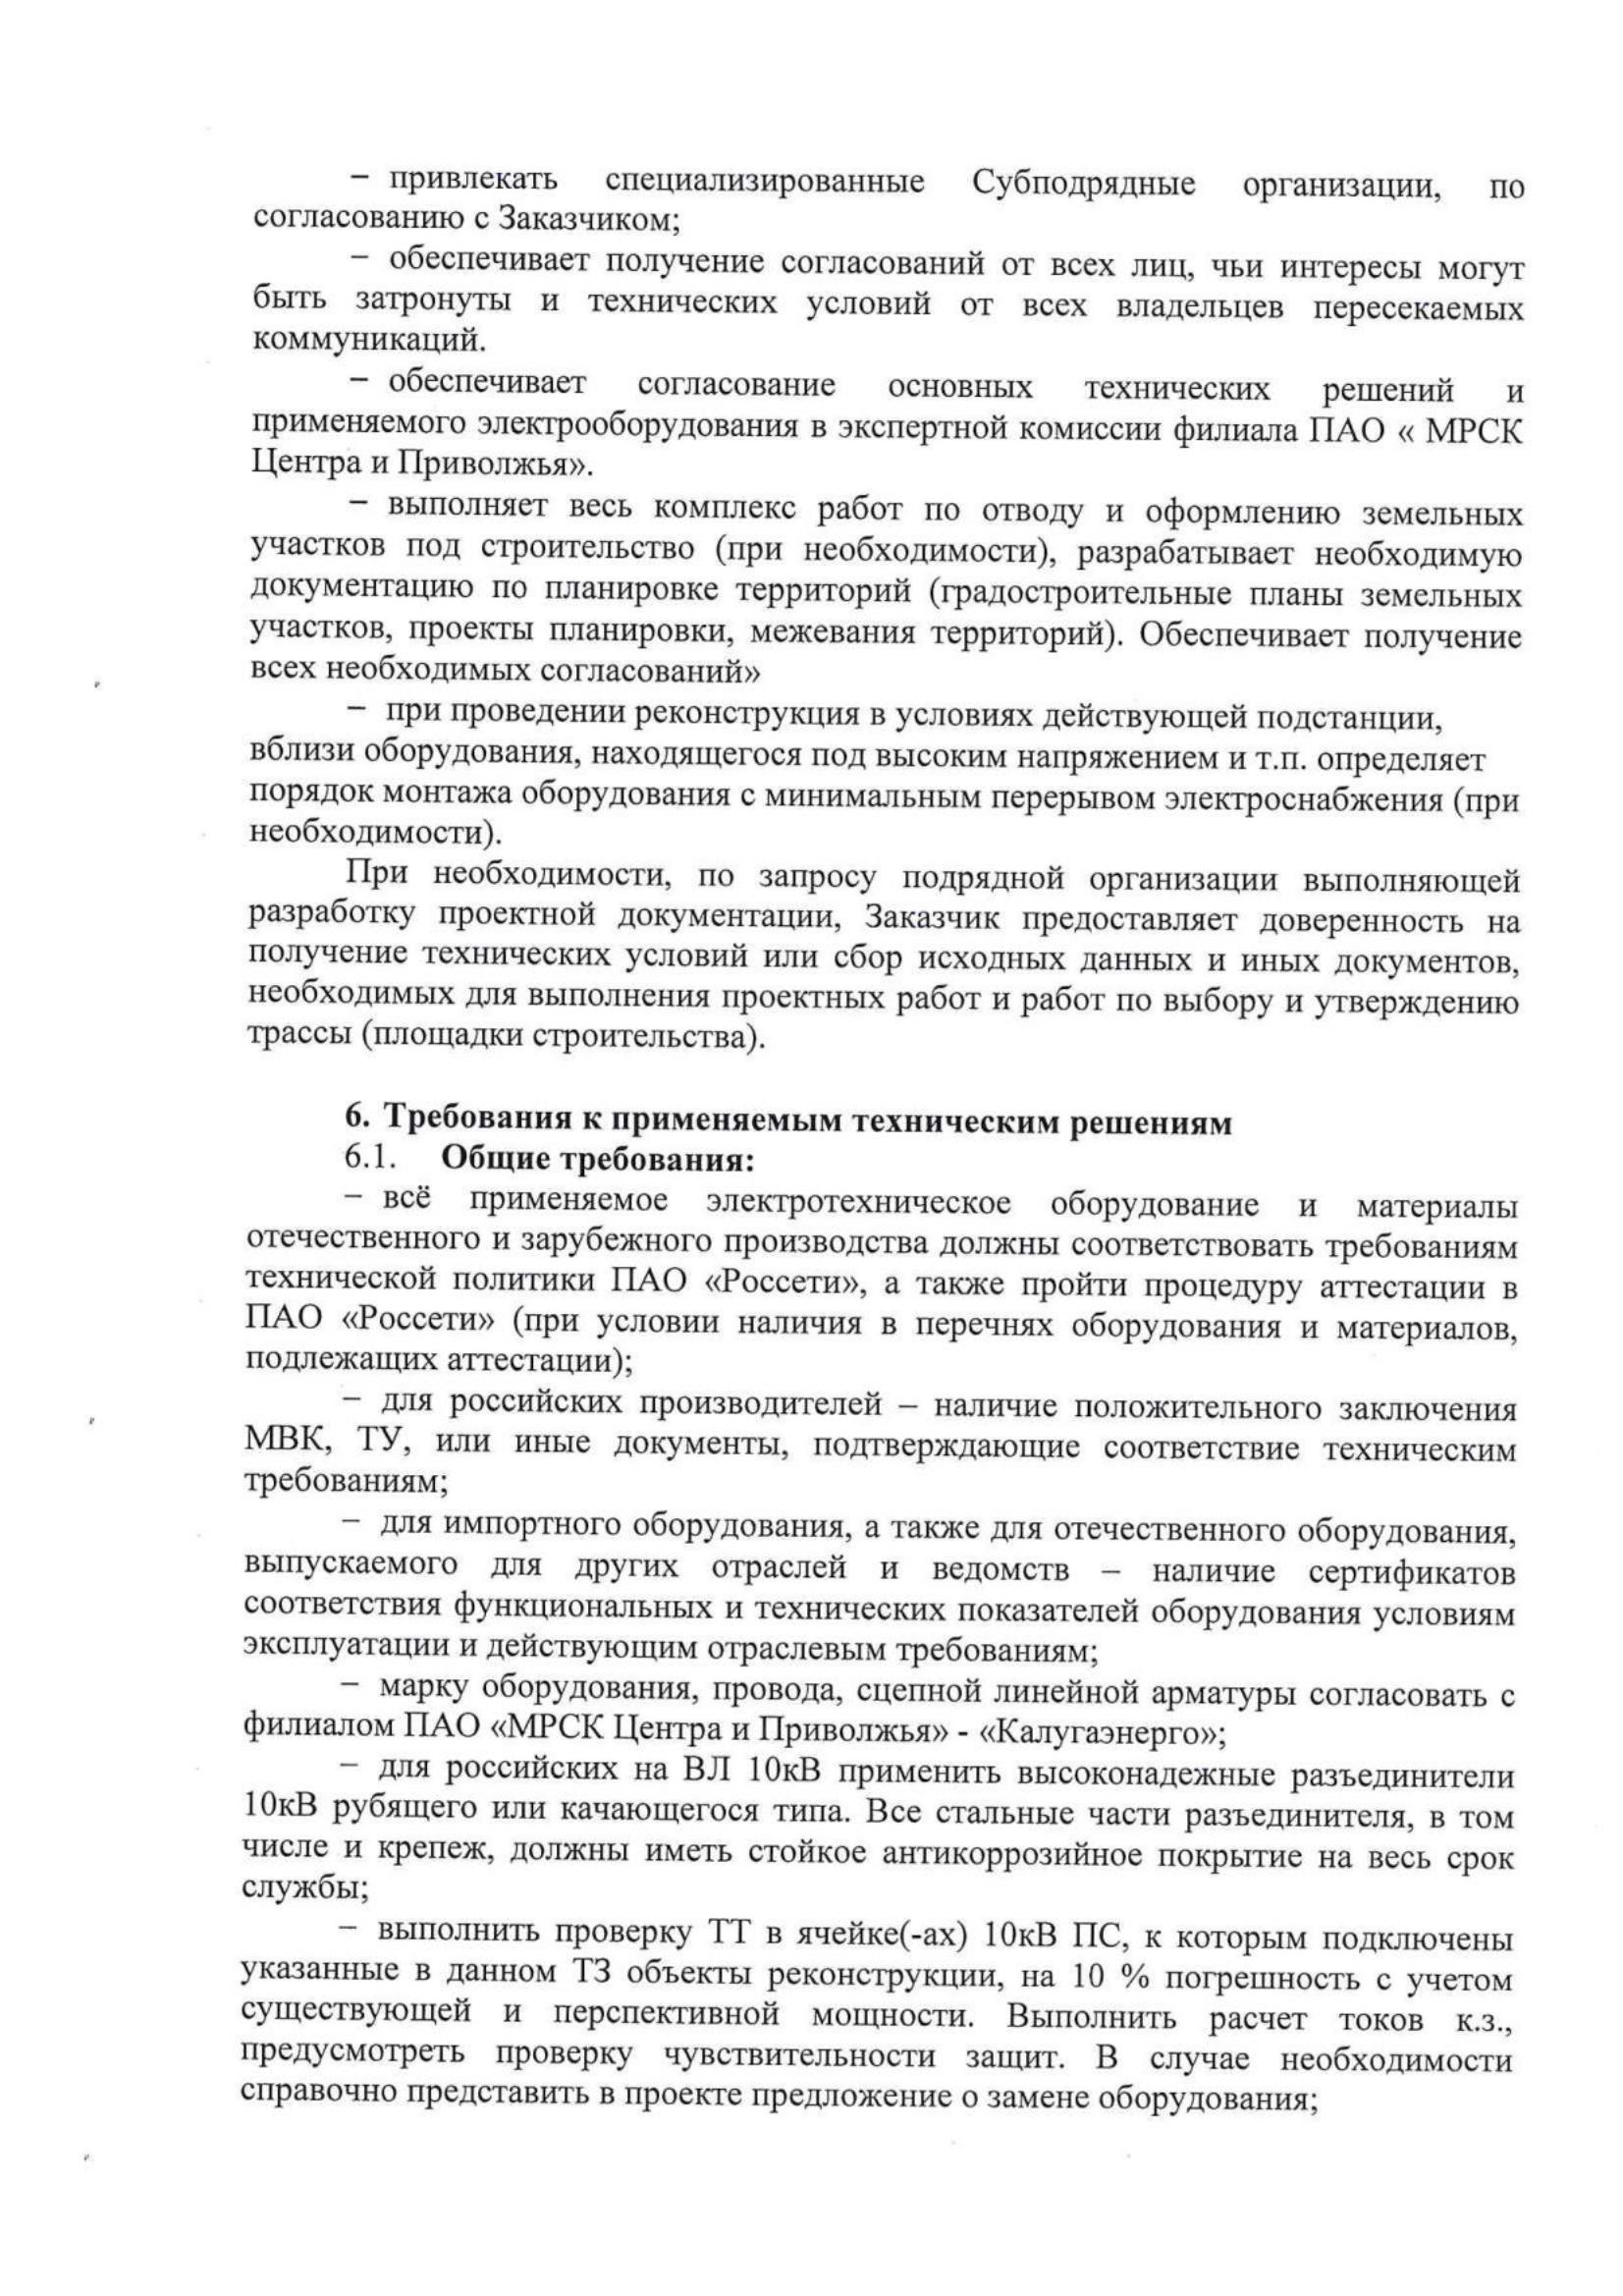 – привлекать специализированные Субподрядные организации, по
согласованию с Заказчиком;
– обеспечивает получение согласований от всех лиц, чьи интересы могут
быть затронуты и технических условий от всех владельцев пересекаемых
коммуникаций.
– обеспечивает согласование основных технических решений и
применяемого электрооборудования в экспертной комиссии филиала ПАО « МРСК
Центра и Приволжья».
– выполняет весь комплекс работ по отводу и оформлению земельных
участков под строительство (при необходимости), разрабатывает необходимую
документацию по планировке территорий (градостроительные планы земельных
участков, проекты планировки, межевания территорий). Обеспечивает получение
всех необходимых согласований»
– при проведении реконструкция в условиях действующей подстанции,
вблизи оборудования, находящегося под высоким напряжением и т.п. определяет
порядок монтажа оборудования с минимальным перерывом электроснабжения (при
необходимости).
При необходимости, по запросу подрядной организации выполняющей
разработку проектной документации, Заказчик предоставляет доверенность на
получение технических условий или сбор исходных данных и иных документов,
необходимых для выполнения проектных работ и работ по выбору и утверждению
трассы (площадки строительства).
6. Требования к применяемым техническим решениям
6.1. Общие требования:
– всё применяемое электротехническое оборудование и материалы
отечественного и зарубежного производства должны соответствовать требованиям
технической политики ПАО «Россети», а также пройти процедуру аттестации в
ПАО «Россети» (при условии наличия в перечнях оборудования и материалов,
подлежащих аттестации);
– для российских производителей – наличие положительного заключения
МВК, ТУ, или иные документы, подтверждающие соответствие техническим
требованиям;
– для импортного оборудования, а также для отечественного оборудования,
выпускаемого для других отраслей и ведомств – наличие сертификатов
соответствия функциональных и технических показателей оборудования условиям
эксплуатации и действующим отраслевым требованиям;
– марку оборудования, провода, сцепной линейной арматуры согласовать с
филиалом ПАО «МРСК Центра и Приволжья» - «Калугаэнерго»;
– для российских на ВЛ 10кВ применить высоконадежные разъединители
10кВ рубящего или качающегося типа. Все стальные части разъединителя, в том
числе и крепеж, должны иметь стойкое антикоррозийное покрытие на весь срок
службы;
– выполнить проверку ТТ в ячейке(-ах) 10кВ ПС, к которым подключены
указанные в данном ТЗ объекты реконструкции, на 10 % погрешность с учетом
существующей и перспективной мощности. Выполнить расчет токов к.з.,
предусмотреть проверку чувствительности защит. В случае необходимости
справочно представить в проекте предложение о замене оборудования;